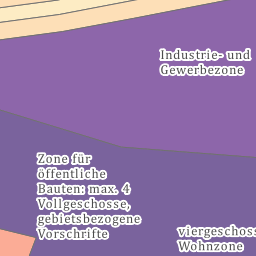 Industrie- und
Gewerbezone
Zone für
öffentliche
Bauten: max. 4
Vollgeschosse,
gebietsbezogene
Vorschrifte
viergeschoss
Wohnzone